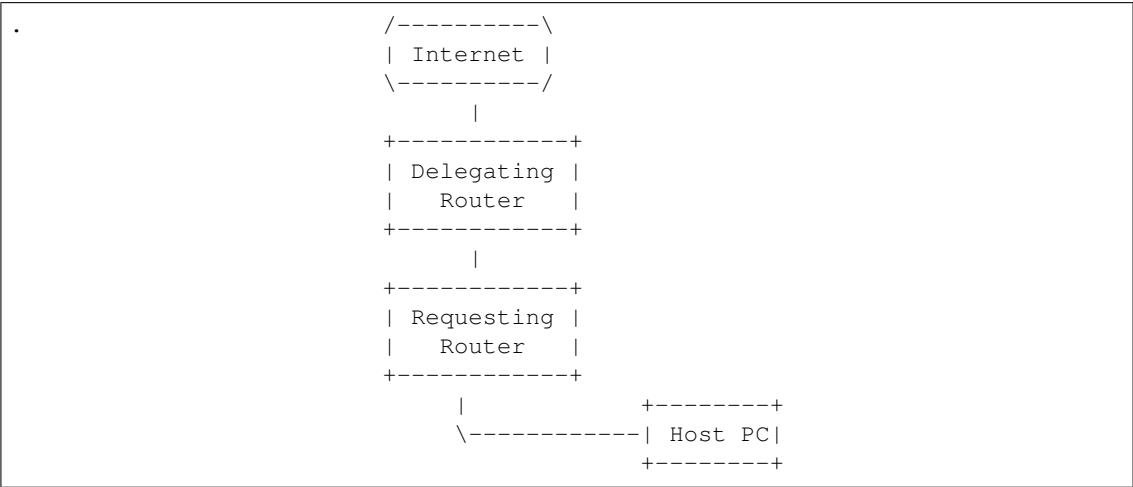 .                         /----------\
                          | Internet |
                          \----------/
                                |
                          +------------+
                          | Delegating |
                          |   Router   |
                          +------------+
                                |
                          +------------+
                          | Requesting |
                          |   Router   |
                          +------------+
                               |            +--------+
                               \------------| Host PC|
                                            +--------+